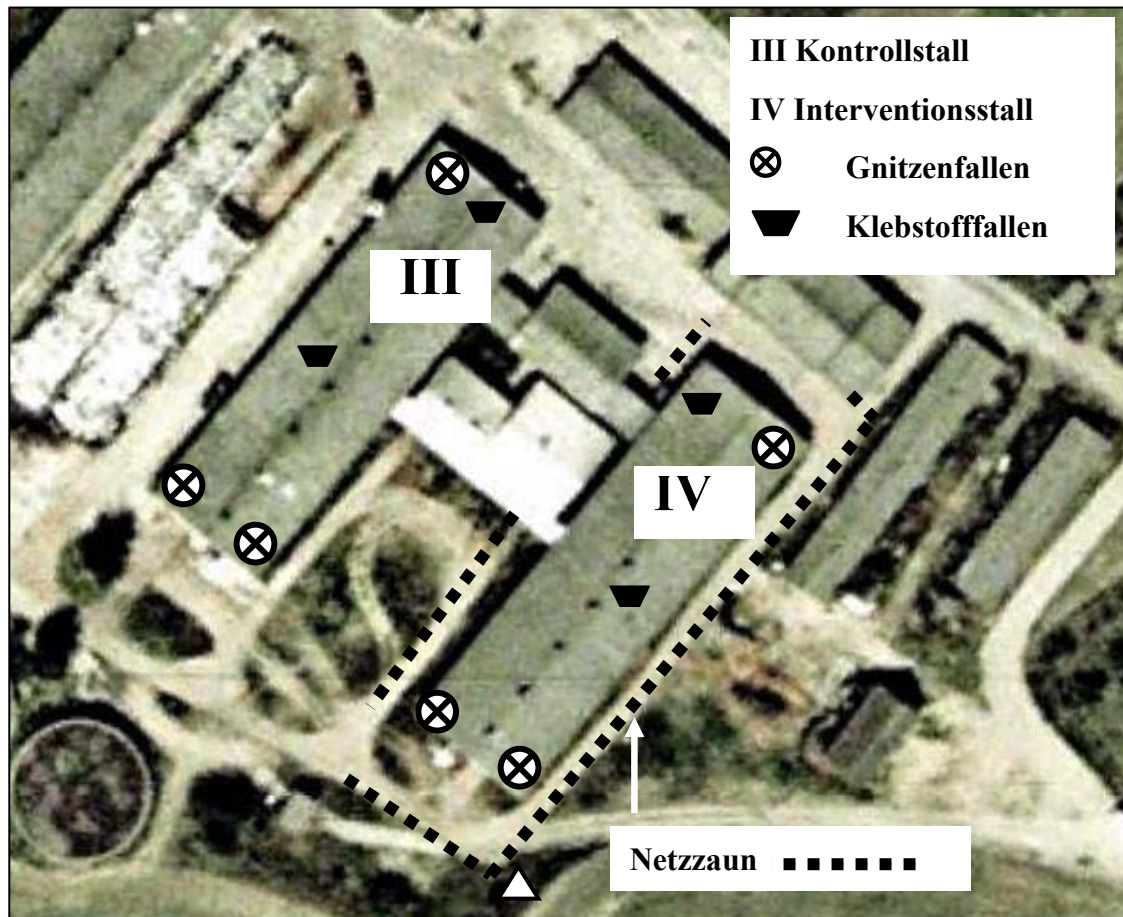 III Kontrollstall
IV Interventionsstall
Gnitzenfallen
Klebstofffallen
III
IV
Netzzaun